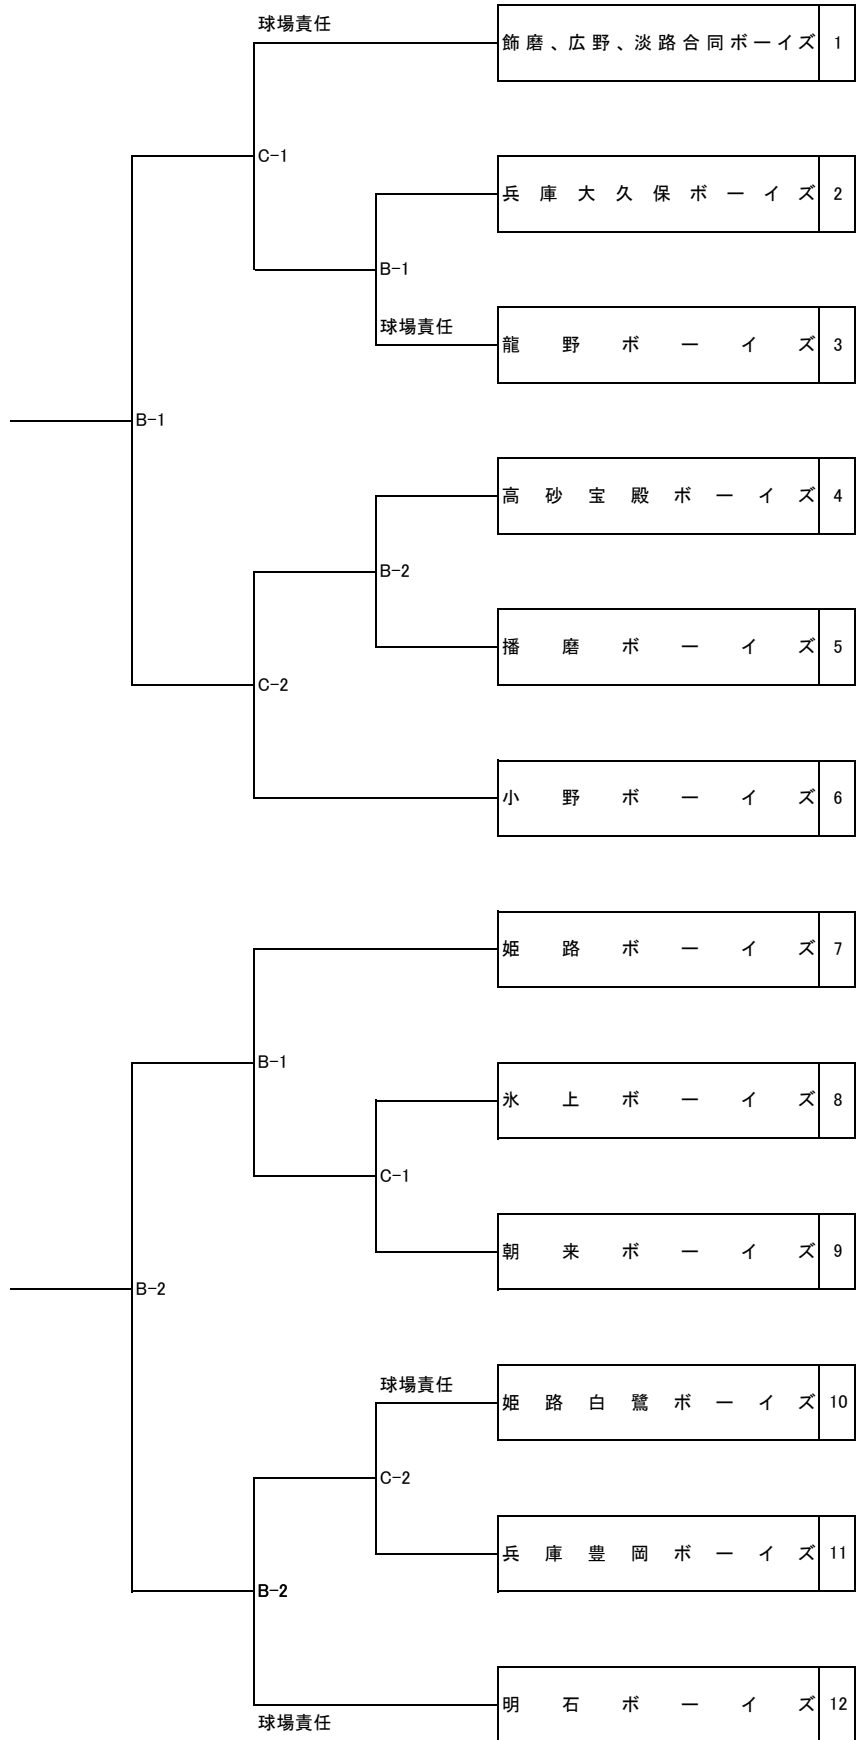 球場責任
飾磨、広野、淡路合同ボーイズ 1
C-1
兵庫大久保ボーイズ 2
B-1
球場責任
龍野ボーイズ 3
B-1
高砂宝殿ボーイズ 4
B-2
播磨ボーイズ 5
C-2
小野ボーイズ 6
姫路ボーイズ 7
B-1
氷上ボーイズ 8
C-1
朝来ボーイズ 9
B-2
球場責任
姫路白鷺ボーイズ 10
C-2
兵庫豊岡ボーイズ 11
B-2
明石ボーイズ 12
球場責任